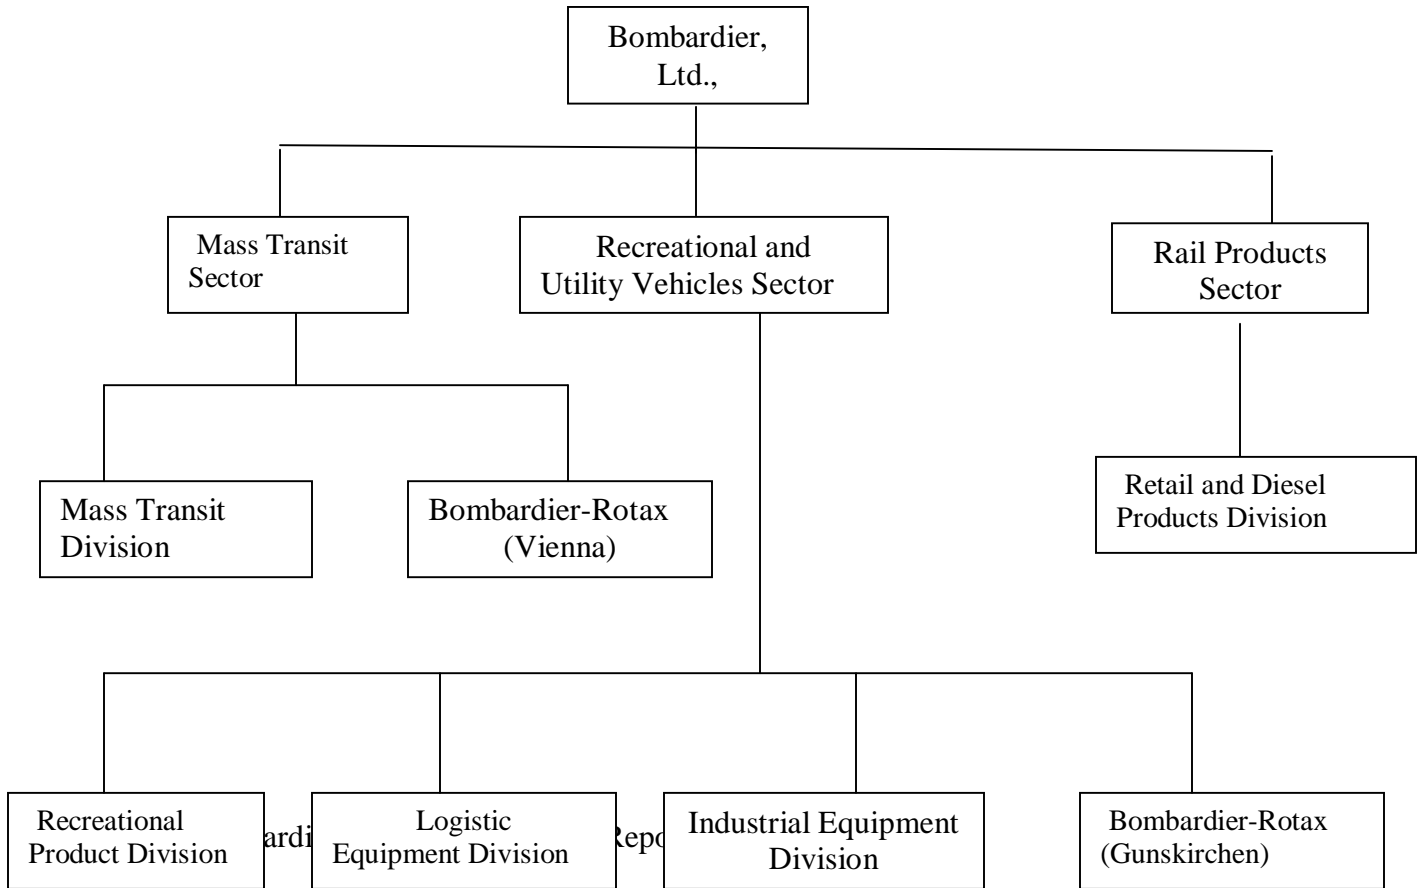 Bombardier,
Ltd.,
Mass Transit
Sector
Recreational and
Utility Vehicles Sector
Rail Products
Sector
Mass Transit
Division
Bombardier-Rotax
(Vienna)
Retail and Diesel
Products Division
Recreational
Product Division
Logistic
Equipment Division
Industrial Equipment
Division
Bombardier-Rotax
(Gunskirchen)